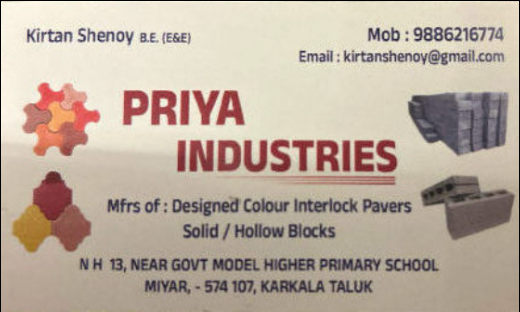 Kirtan Shenoy B.E. (E&E)
Mob : 9886216774
Email : kirtanshenoy@gmail.com
PRIYA
INDUSTRIES
Mfrs of : Designed Colour Interlock Pavers
Solid / Hollow Blocks
N H 13, NEAR GOVT MODEL HIGHER PRIMARY SCHOOL
MIYAR, - 574 107, KARKALA TALUK